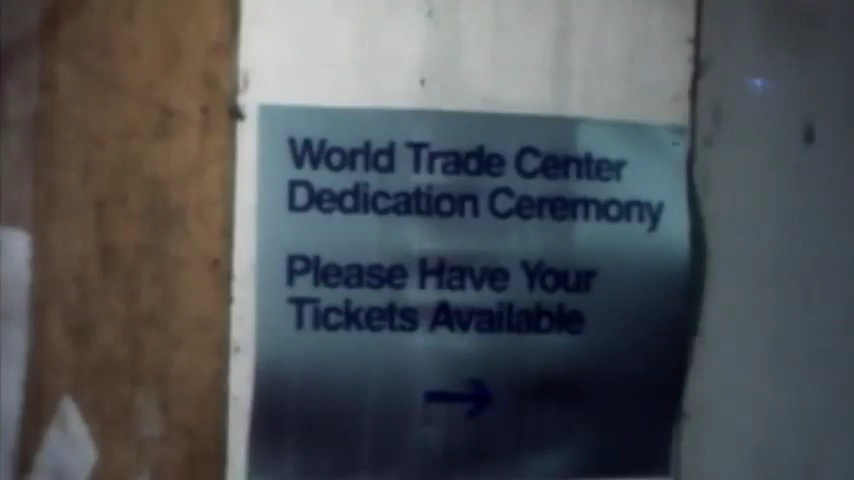 World Trade Center
Dedication Ceremony
Please Have Your
Tickets Available
→